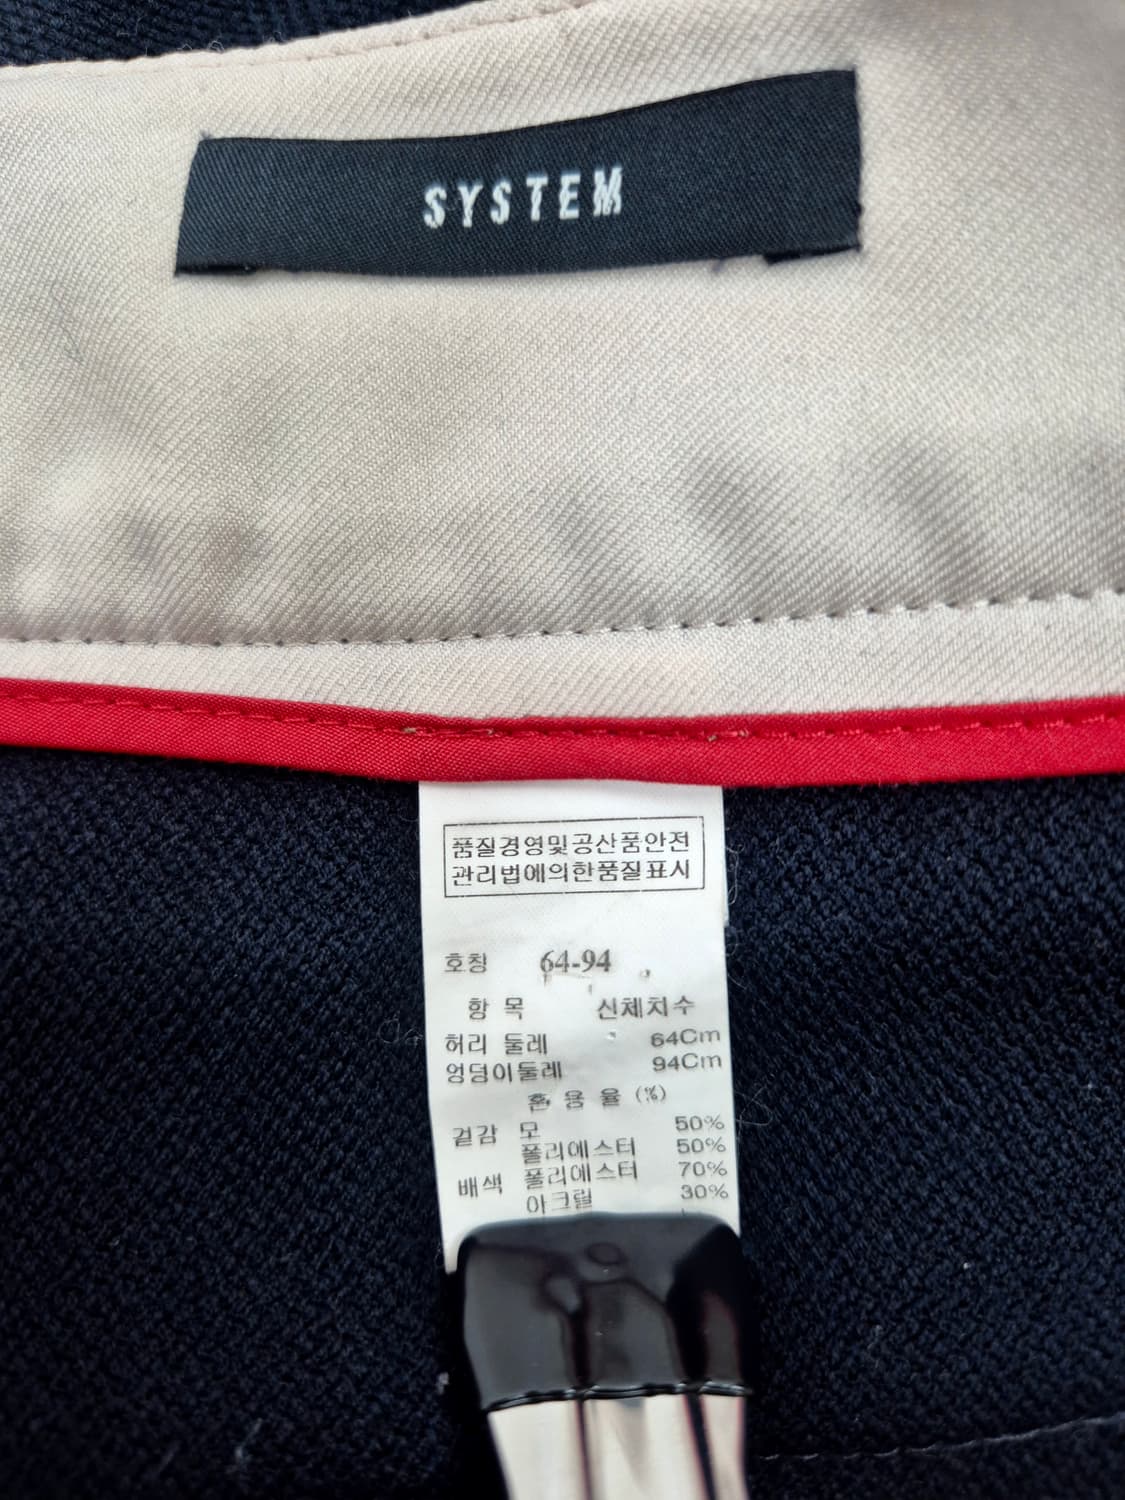 SYSTEM
품질경영및공산품안전
관리법에의한품질표시
호칭 64-94
항 목 신체치수
허리 둘레 64Cm
엉덩이둘레 94Cm
혼 용 율 (%)
겉감 모 50%
폴리에스터 50%
배색 폴리에스터 70%
아크릴 30%